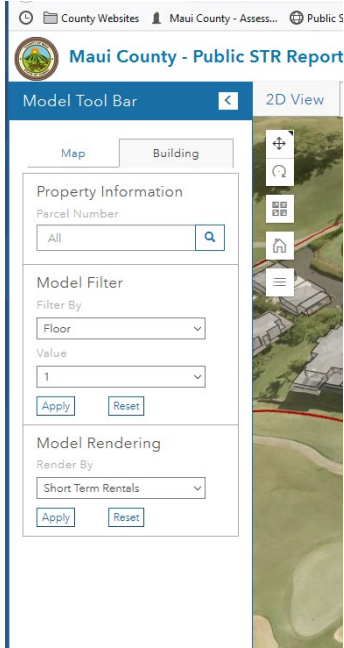 County Websites Maui County - Assess... Public S
Maui County - Public STR Report
Model Tool Bar
2D View
Map Building
Property Information
Parcel Number
All
Model Filter
Filter By
Floor
Value
1
Apply Reset
Model Rendering
Render By
Short Term Rentals
Apply Reset